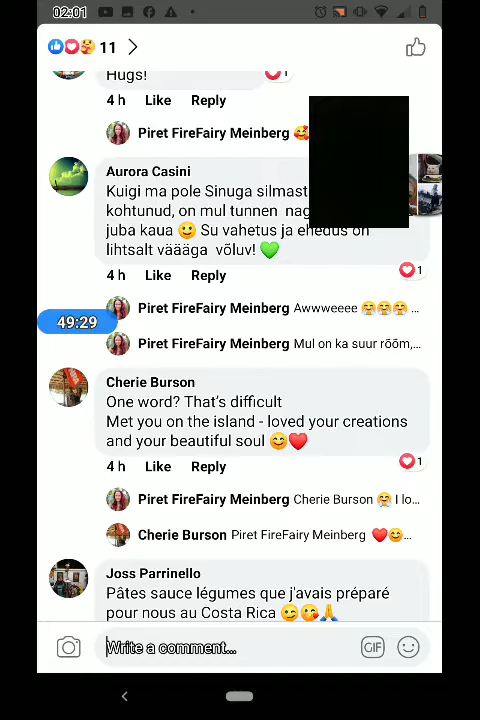 02:01
11
Hugs!
1
4 h Like Reply
Piret FireFairy Meinberg
Aurora Casini
Kuigi ma pole Sinuga silmast
kohtunud, on mul tunnen
juba kaua Su vahetus ja ehedus on
lihtsalt väääga võluv!
4 h Like Reply
1
Piret FireFairy Meinberg Awwweeee ...
49:29
Piret FireFairy Meinberg Mul on ka suur rõõm,...
Cherie Burson
One word? That's difficult
Met you on the island - loved your creations
and your beautiful soul
4 h Like Reply
1
Piret FireFairy Meinberg Cherie Burson I lo...
Cherie Burson Piret FireFairy Meinberg ...
Joss Parrinello
Pâtes sauce légumes que j'avais préparé
pour nous au Costa Rica
Write a comment...
GIF